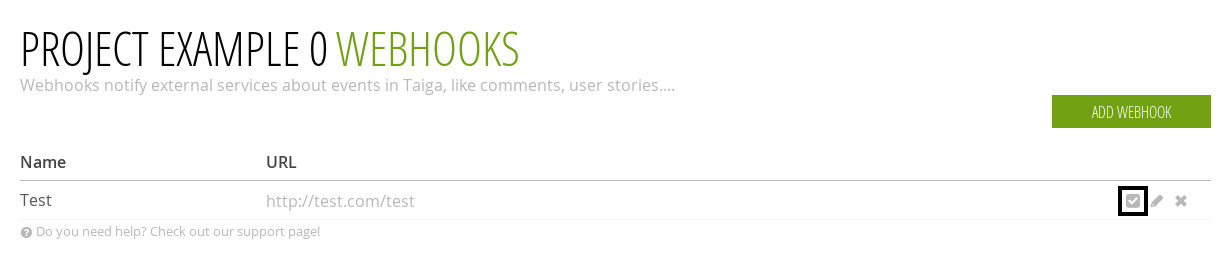 PROJECT EXAMPLE 0 WEBHOOKS
Webhooks notify external services about events in Taiga, like comments, user stories....
ADD WEBHOOK
Name URL
Test http://test.com/test
Do you need help? Check out our support page!